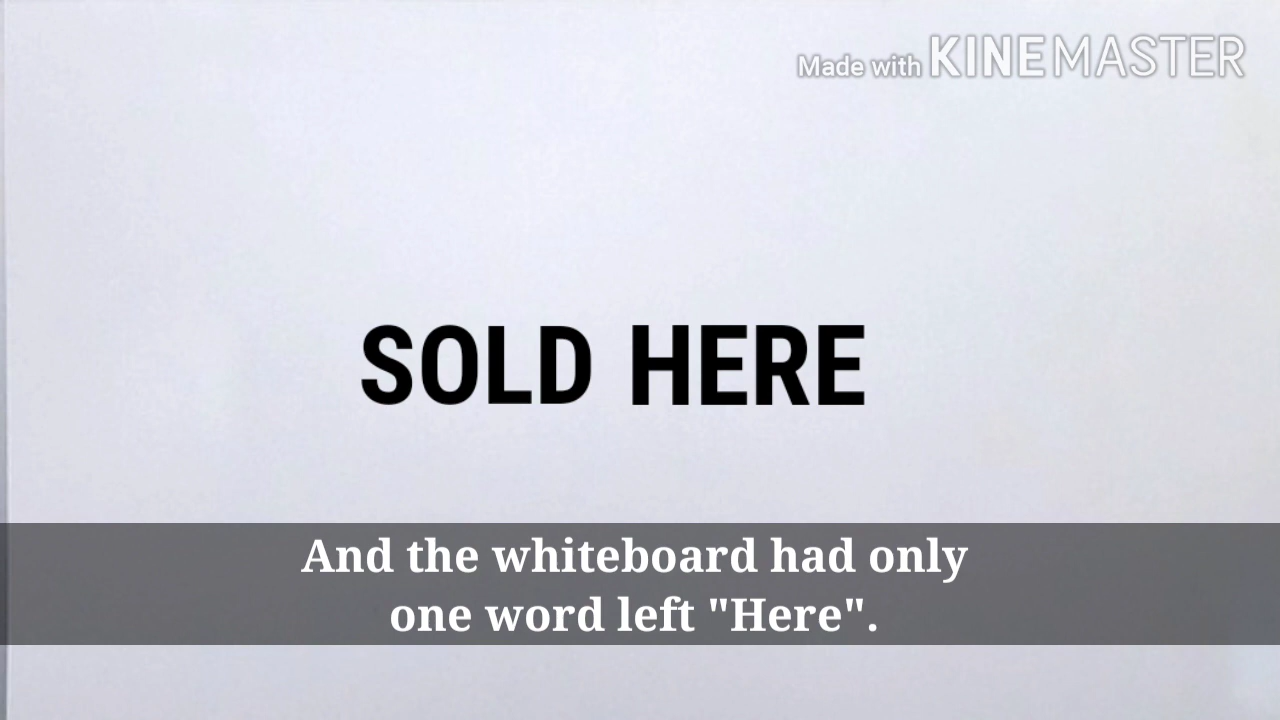 Made with KINEMASTER
SOLD HERE
And the whiteboard had only
one word left "Here".